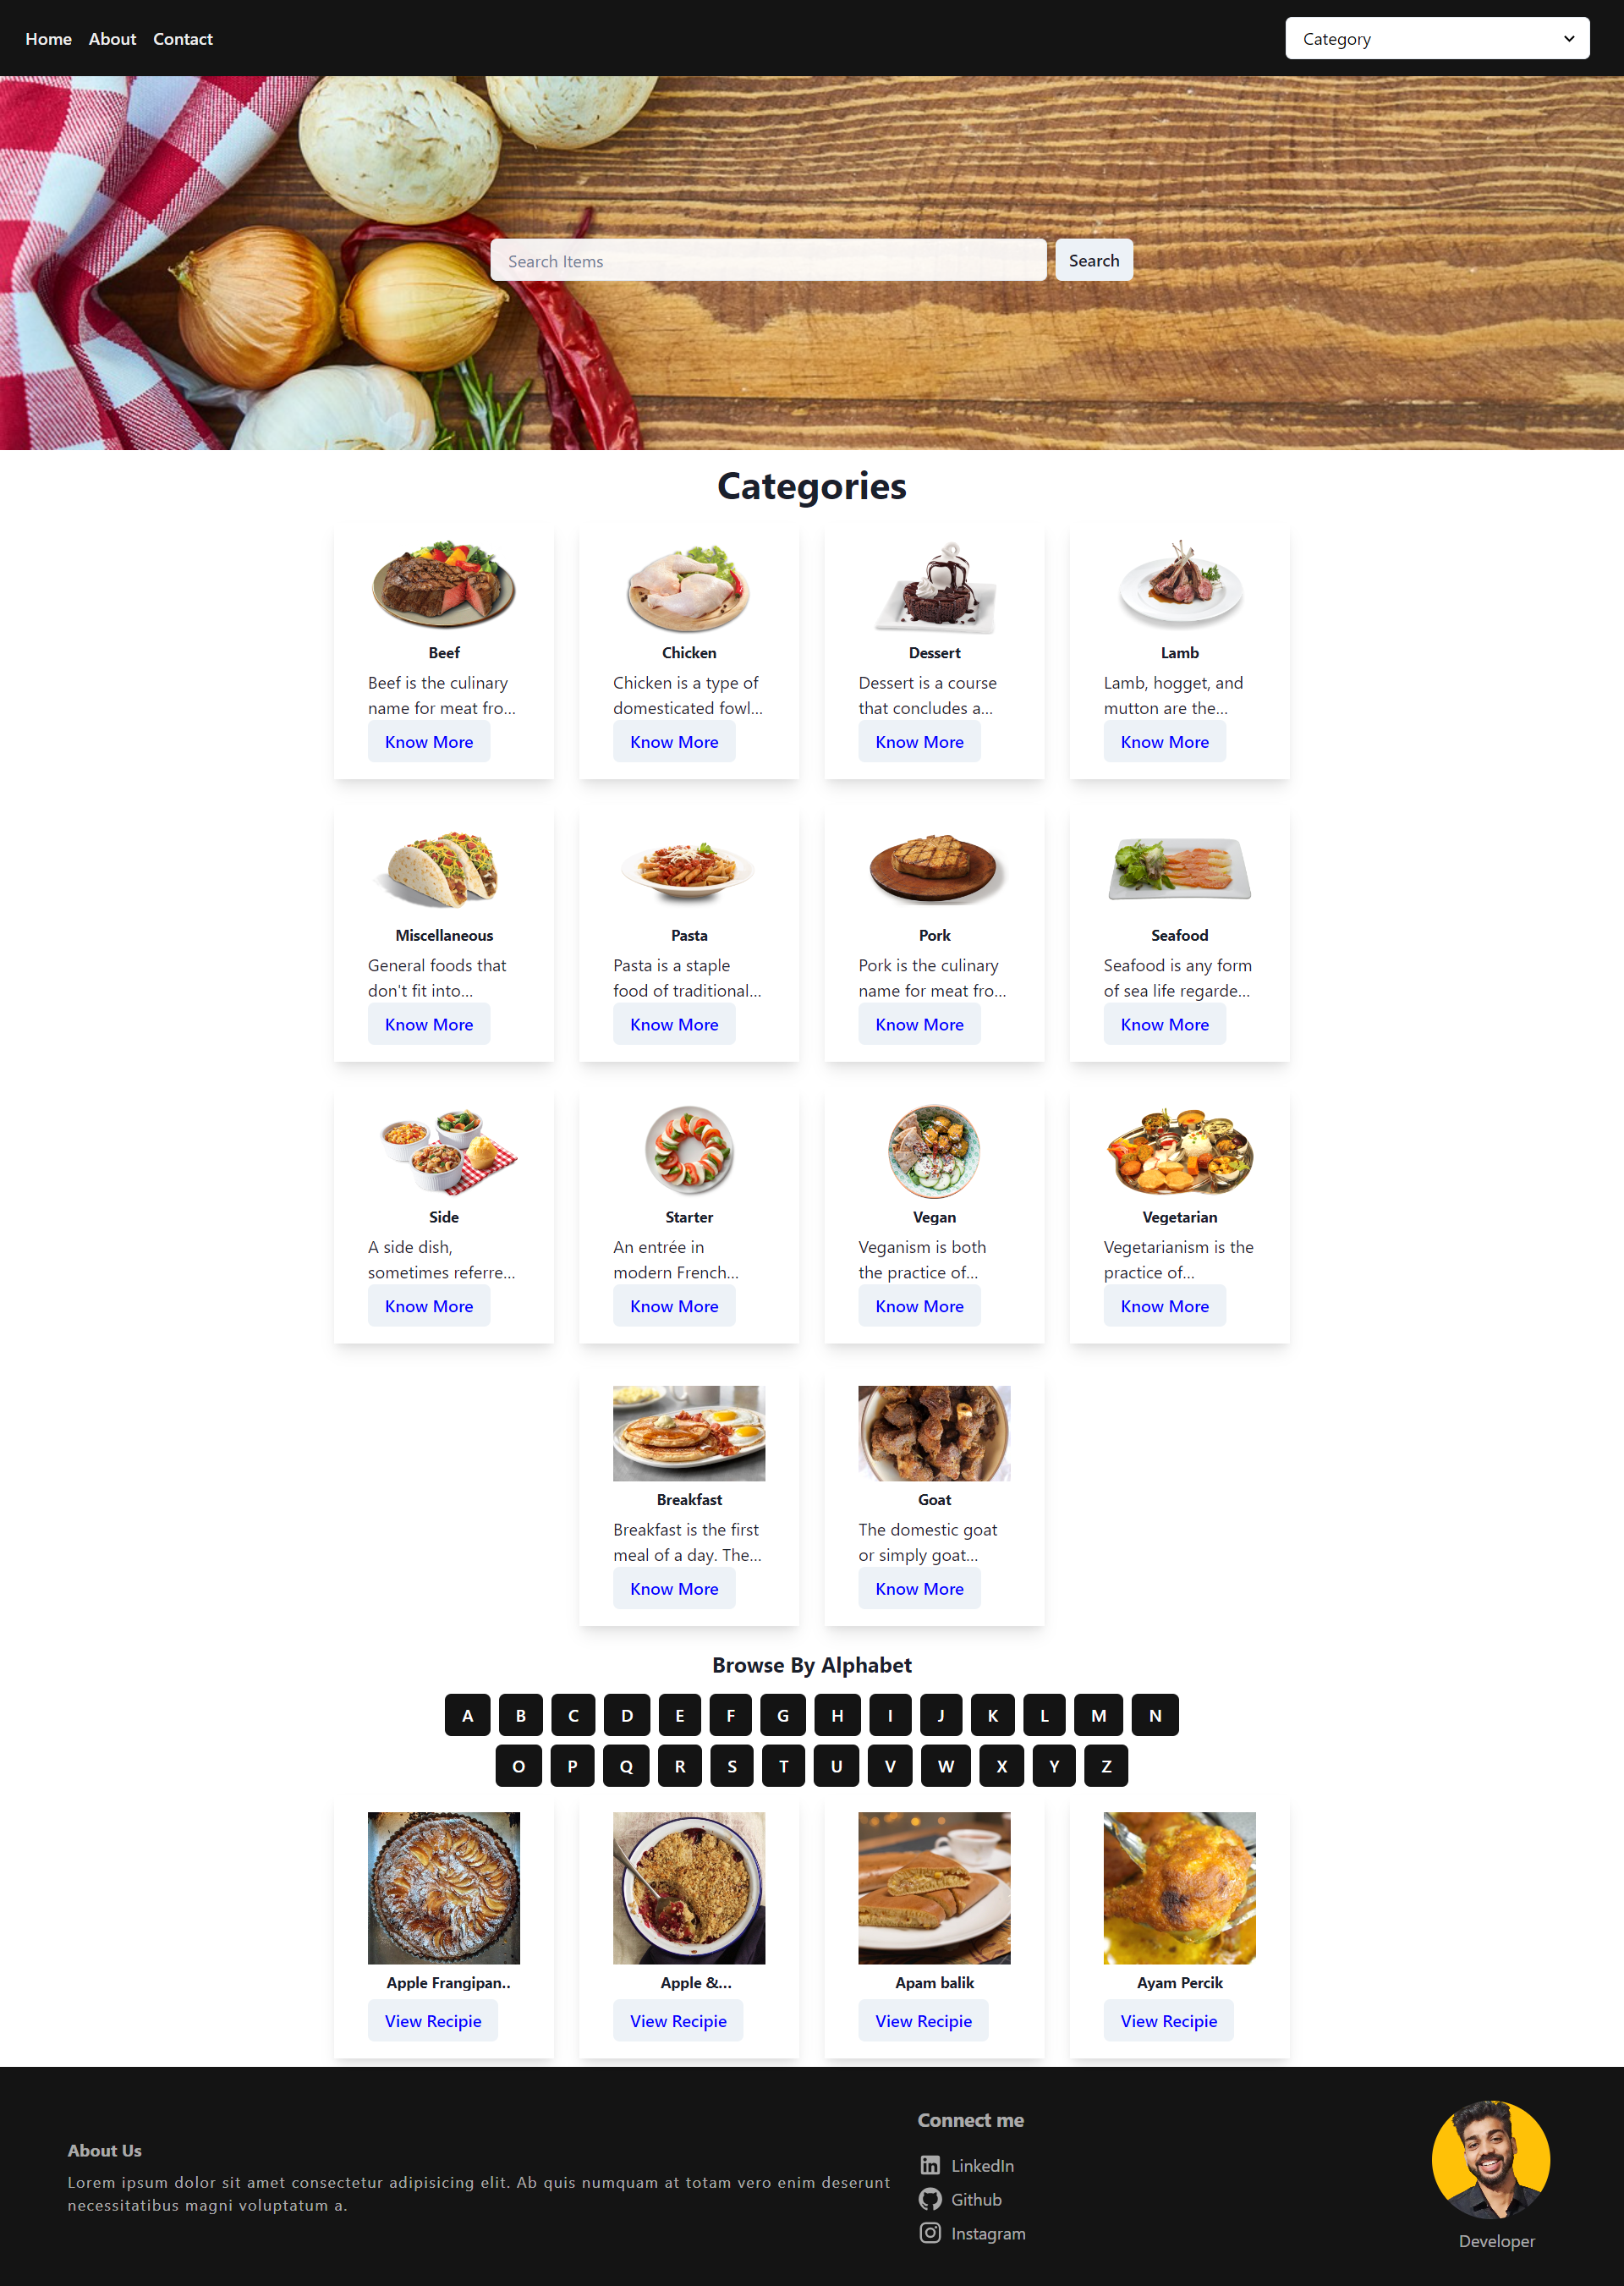 Home About Contact Category
Search Items Search
Categories
Beef
Beef is the culinary
name for meat fro...
Know More
Chicken
Chicken is a type of
domesticated fowl...
Know More
Dessert
Dessert is a course
that concludes a...
Know More
Lamb
Lamb, hogget, and
mutton are the...
Know More
Miscellaneous
General foods that
don't fit into...
Know More
Pasta
Pasta is a staple
food of traditional...
Know More
Pork
Pork is the culinary
name for meat fro...
Know More
Seafood
Seafood is any form
of sea life regarde...
Know More
Side
A side dish,
sometimes referre...
Know More
Starter
An entrée in
modern French...
Know More
Vegan
Veganism is both
the practice of...
Know More
Vegetarian
Vegetarianism is the
practice of...
Know More
Breakfast
Breakfast is the first
meal of a day. The...
Know More
Goat
The domestic goat
or simply goat...
Know More
Browse By Alphabet
A B C D E F G H I J K L M N
O P Q R S T U V W X Y Z
Apple Frangipan..
View Recipie
Apple &...
View Recipie
Apam balik
View Recipie
Ayam Percik
View Recipie
About Us
Lorem ipsum dolor sit amet consectetur adipisicing elit. Ab quis numquam at totam vero enim deserunt
necessitatibus magni voluptatum a.
Connect me
LinkedIn
Github
Instagram
Developer